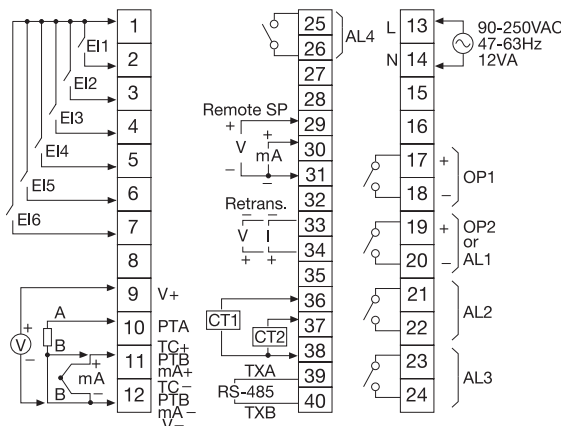 1
2
3
4
5
6
7
8
9
10
11
12
EI1
EI2
EI3
EI4
EI5
EI6
V+
PTA
TC+
PTB
mA+
TC−
PTB
mA−
V−
+
V
−
A
B
B
+
mA
−
25
26
27
28
29
30
31
32
33
34
35
36
37
38
39
40
AL4
Remote SP
+
V
−
+
mA
−
Retrans.
−
V
+
−
I
+
CT1
CT2
TXA
RS-485
TXB
13
14
15
16
17
18
19
20
21
22
23
24
L
N
90-250VAC
47-63Hz
12VA
+
−
OP1
+
−
OP2
or
AL1
AL2
AL3